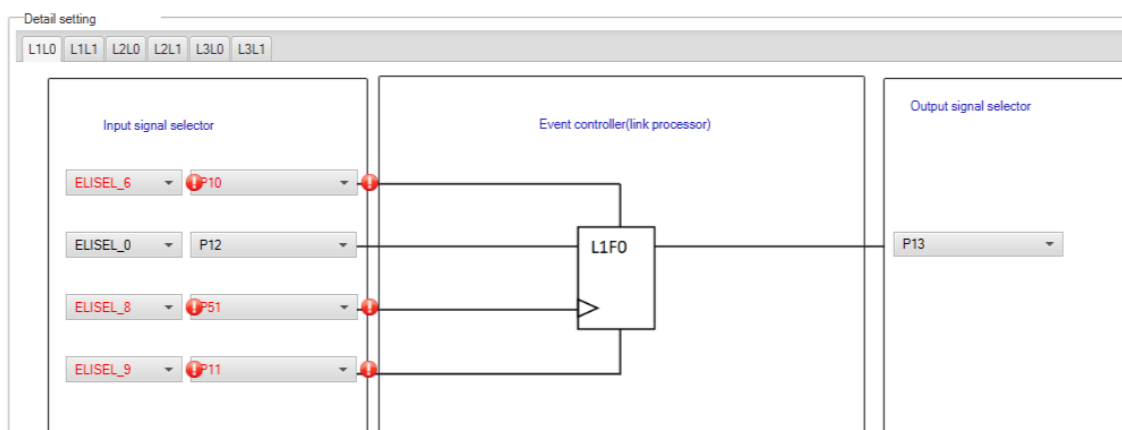 Detail setting
L1L0 L1L1 L2L0 L2L1 L3L0 L3L1
Input signal selector
Event controller(link processor)
Output signal selector
ELISEL_6 P10
ELISEL_0 P12
L1F0
P13
ELISEL_8 P51
ELISEL_9 P11